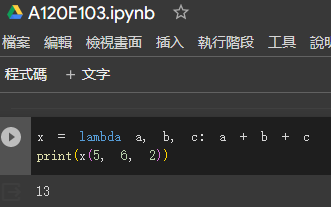 A120E103.ipynb
檔案 編輯 檢視畫面 插入 執行階段 工具 說明
程式碼 + 文字
x = lambda a, b, c: a + b + c
print(x(5, 6, 2))
13